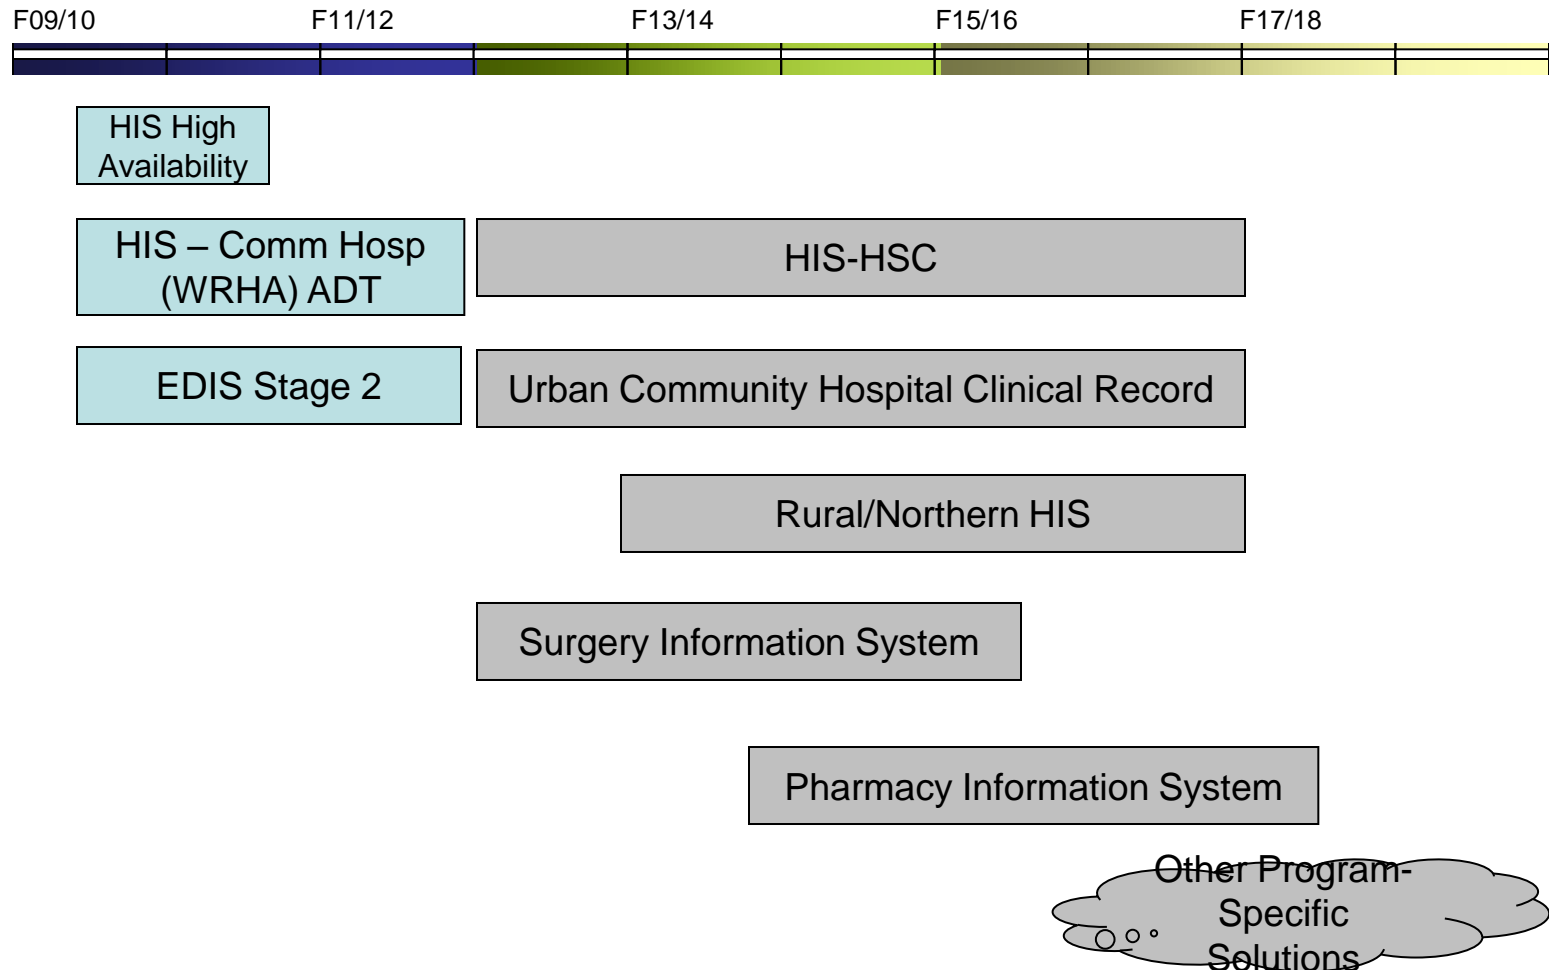 F09/10 F11/12 F13/14 F15/16 F17/18
HIS High
Availability
HIS – Comm Hosp
(WRHA) ADT
HIS-HSC
EDIS Stage 2
Urban Community Hospital Clinical Record
Rural/Northern HIS
Surgery Information System
Pharmacy Information System
Other Program-
Specific
Solutions